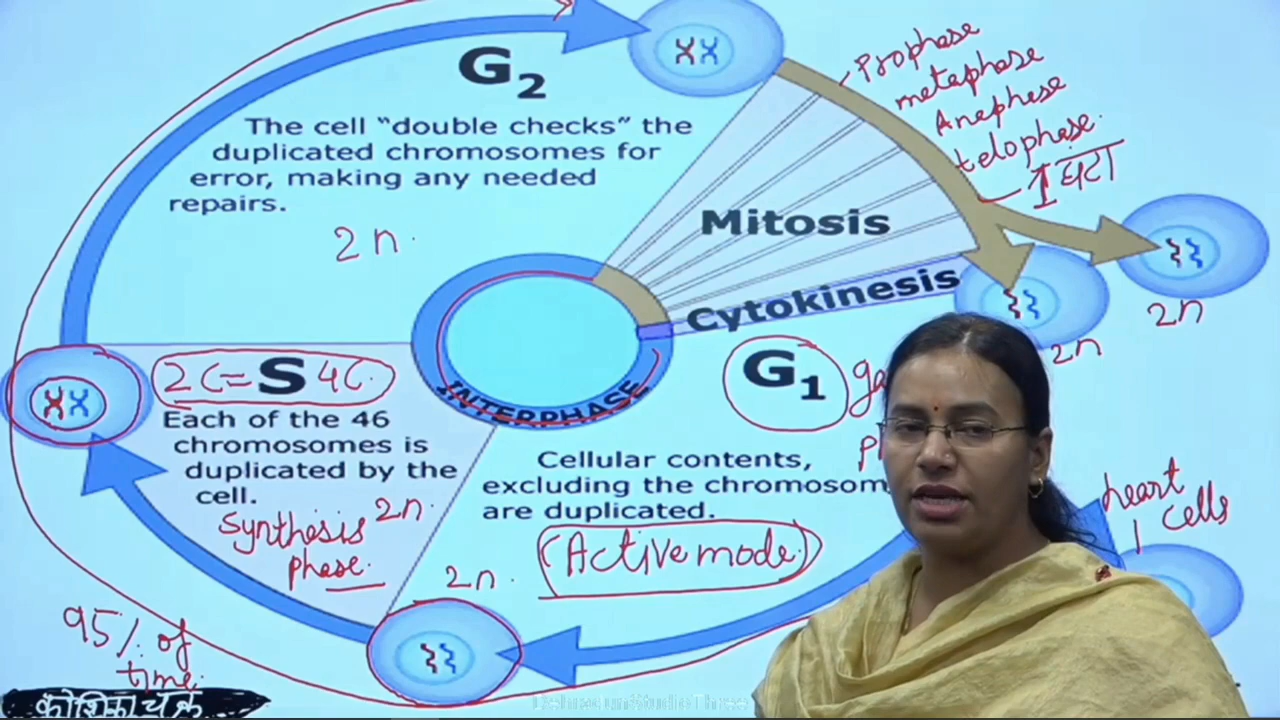 G2
The cell “double checks” the
duplicated chromosomes for
error, making any needed
repairs.
2n.
Prophase
metaphase
Anaphese
telophase.
1 घंटा
Mitosis
Cytokinesis
2n
2n
INTERPHASE
2C = S 4C.
Each of the 46
chromosomes is
duplicated by the
cell.
Synthesis 2n.
phase.
G1
Cellular contents,
excluding the chromosom
are duplicated.
(Active mode.)
2n.
heart
cells
95% of
time.
कोशिका चक्र